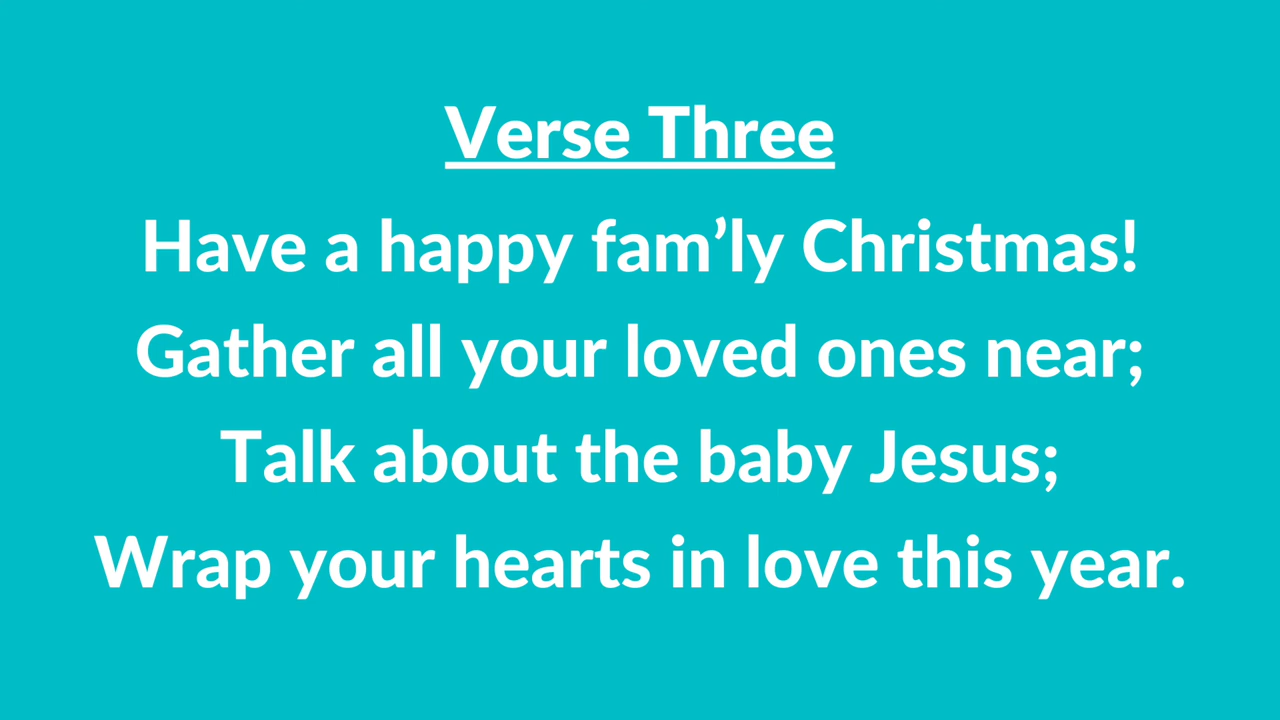 Verse Three
Have a happy fam’ly Christmas!
Gather all your loved ones near;
Talk about the baby Jesus;
Wrap your hearts in love this year.